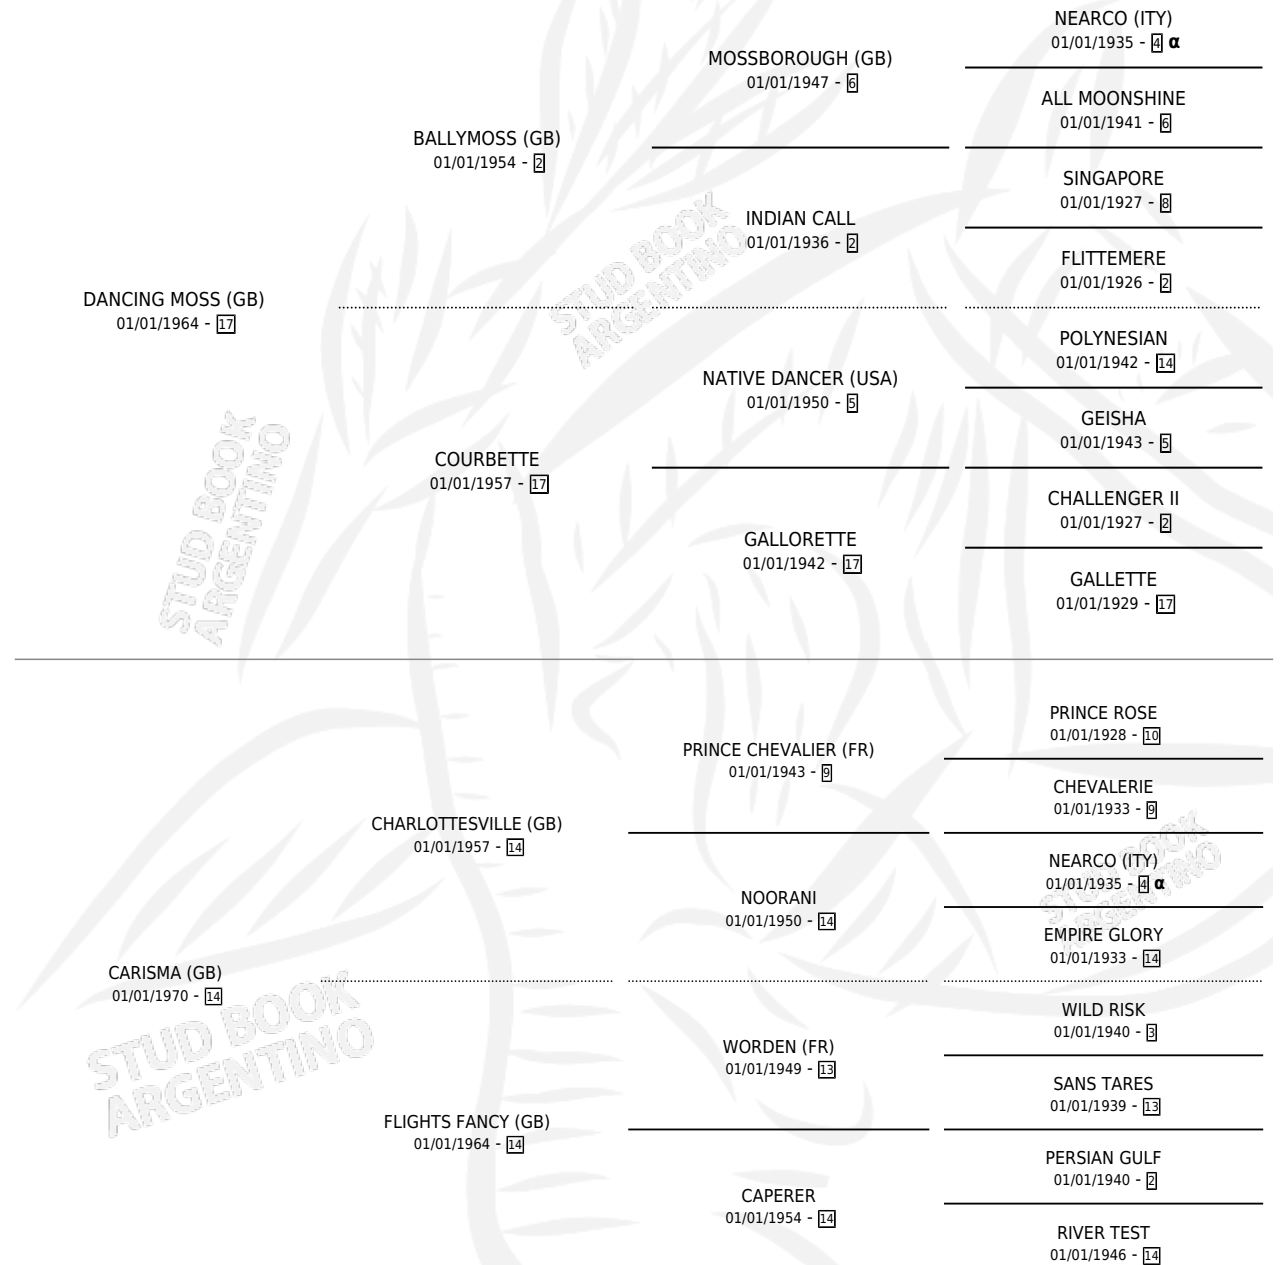 NEARCO (ITY)
01/01/1935 - 4 α
MOSSBOROUGH (GB)
01/01/1947 - 6
ALL MOONSHINE
01/01/1941 - 6
BALLYMOSS (GB)
01/01/1954 - 2
SINGAPORE
01/01/1927 - 8
INDIAN CALL
01/01/1936 - 2
FLITTEMERE
01/01/1926 - 2
DANCING MOSS (GB)
01/01/1964 - 17
POLYNESIAN
01/01/1942 - 14
NATIVE DANCER (USA)
01/01/1950 - 5
GEISHA
01/01/1943 - 5
COURBETTE
01/01/1957 - 17
CHALLENGER II
01/01/1927 - 2
GALLORETTE
01/01/1942 - 17
GALLETTE
01/01/1929 - 17
STUD BOOK
ARGENTINO
STUD BOOK
ARGENTINO
PRINCE ROSE
01/01/1928 - 10
PRINCE CHEVALIER (FR)
01/01/1943 - 9
CHEVALERIE
01/01/1933 - 9
CHARLOTTESVILLE (GB)
01/01/1957 - 14
NEARCO (ITY)
01/01/1935 - 4 α
NOORANI
01/01/1950 - 14
EMPIRE GLORY
01/01/1933 - 14
CARISMA (GB)
01/01/1970 - 14
WILD RISK
01/01/1940 - 3
WORDEN (FR)
01/01/1949 - 13
SANS TARES
01/01/1939 - 13
FLIGHTS FANCY (GB)
01/01/1964 - 14
PERSIAN GULF
01/01/1940 - 2
CAPERER
01/01/1954 - 14
RIVER TEST
01/01/1946 - 14
STUD BOOK
ARGENTINO
STUD BOOK
ARGENTINO